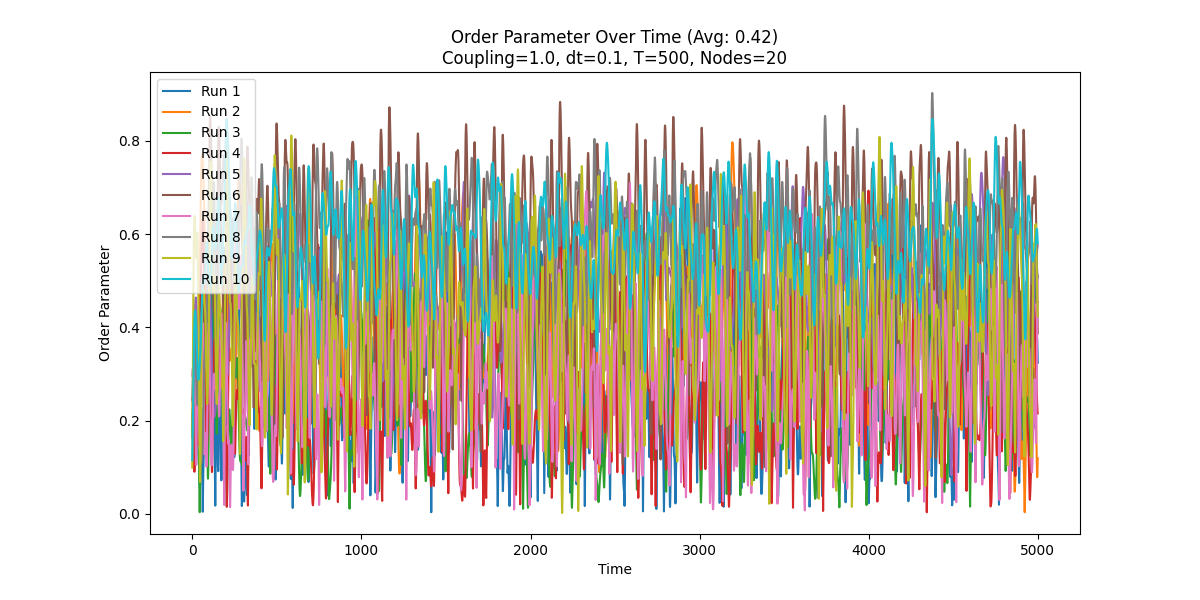 Order Parameter Over Time (Avg: 0.42)
Coupling=1.0, dt=0.1, T=500, Nodes=20
Run 1
Run 2
Run 3
Run 4
Run 5
Run 6
Run 7
Run 8
Run 9
Run 10
Order Parameter
0.8
0.6
0.4
0.2
0.0
0
1000
2000
3000
4000
5000
Time